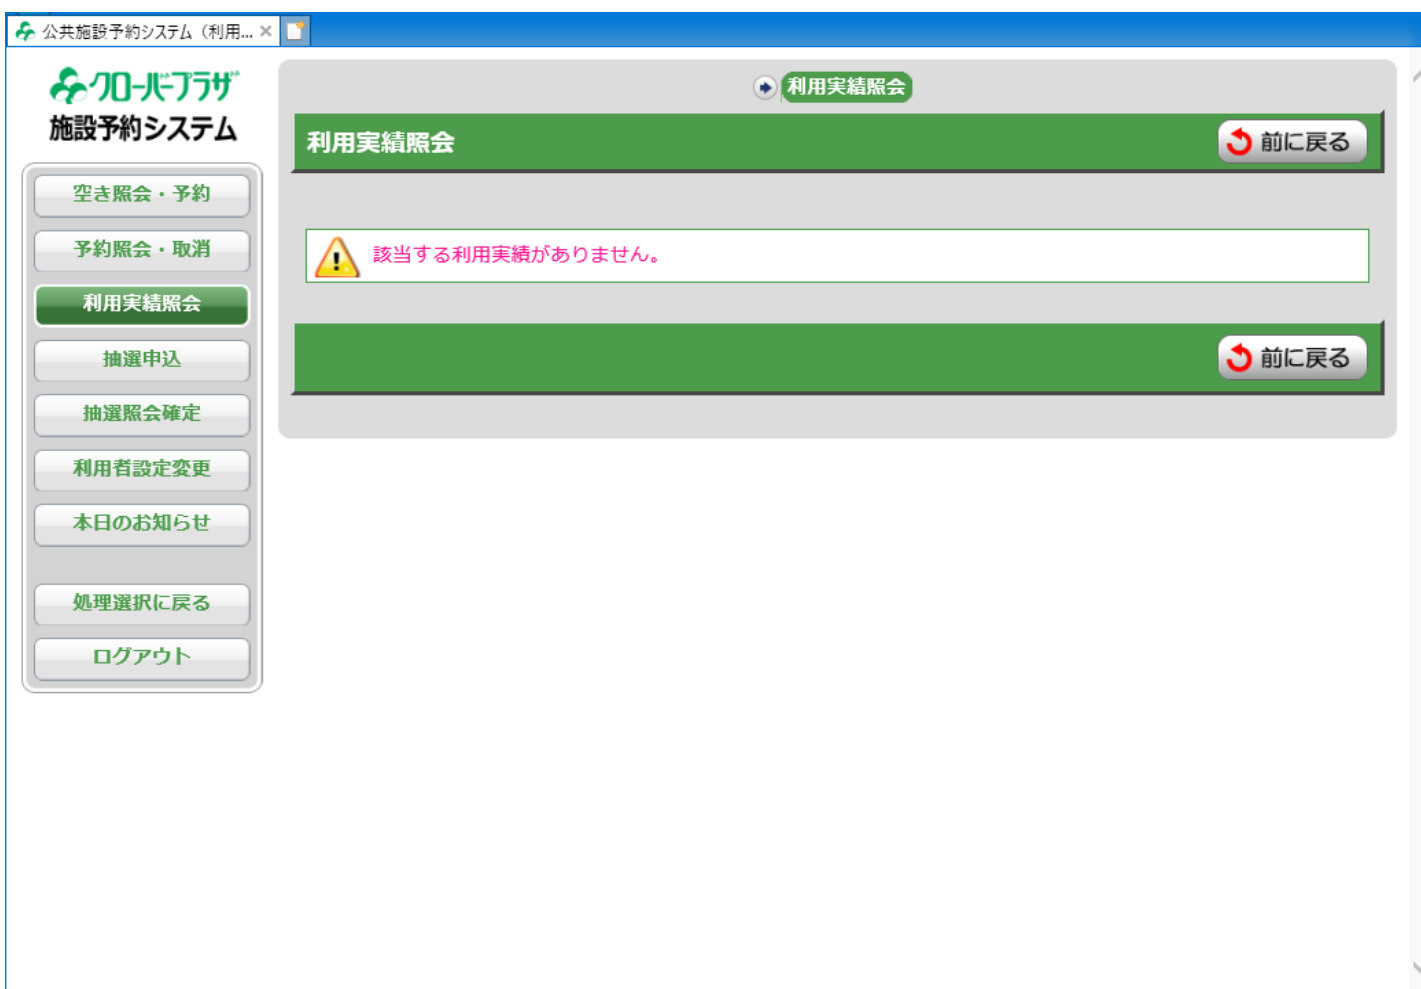 公共施設予約システム（利用...
クローバープラザ
施設予約システム
空き照会・予約
予約照会・取消
利用実績照会
抽選申込
抽選照会確定
利用者設定変更
本日のお知らせ
処理選択に戻る
ログアウト
利用実績照会
利用実績照会
前に戻る
該当する利用実績がありません。
前に戻る